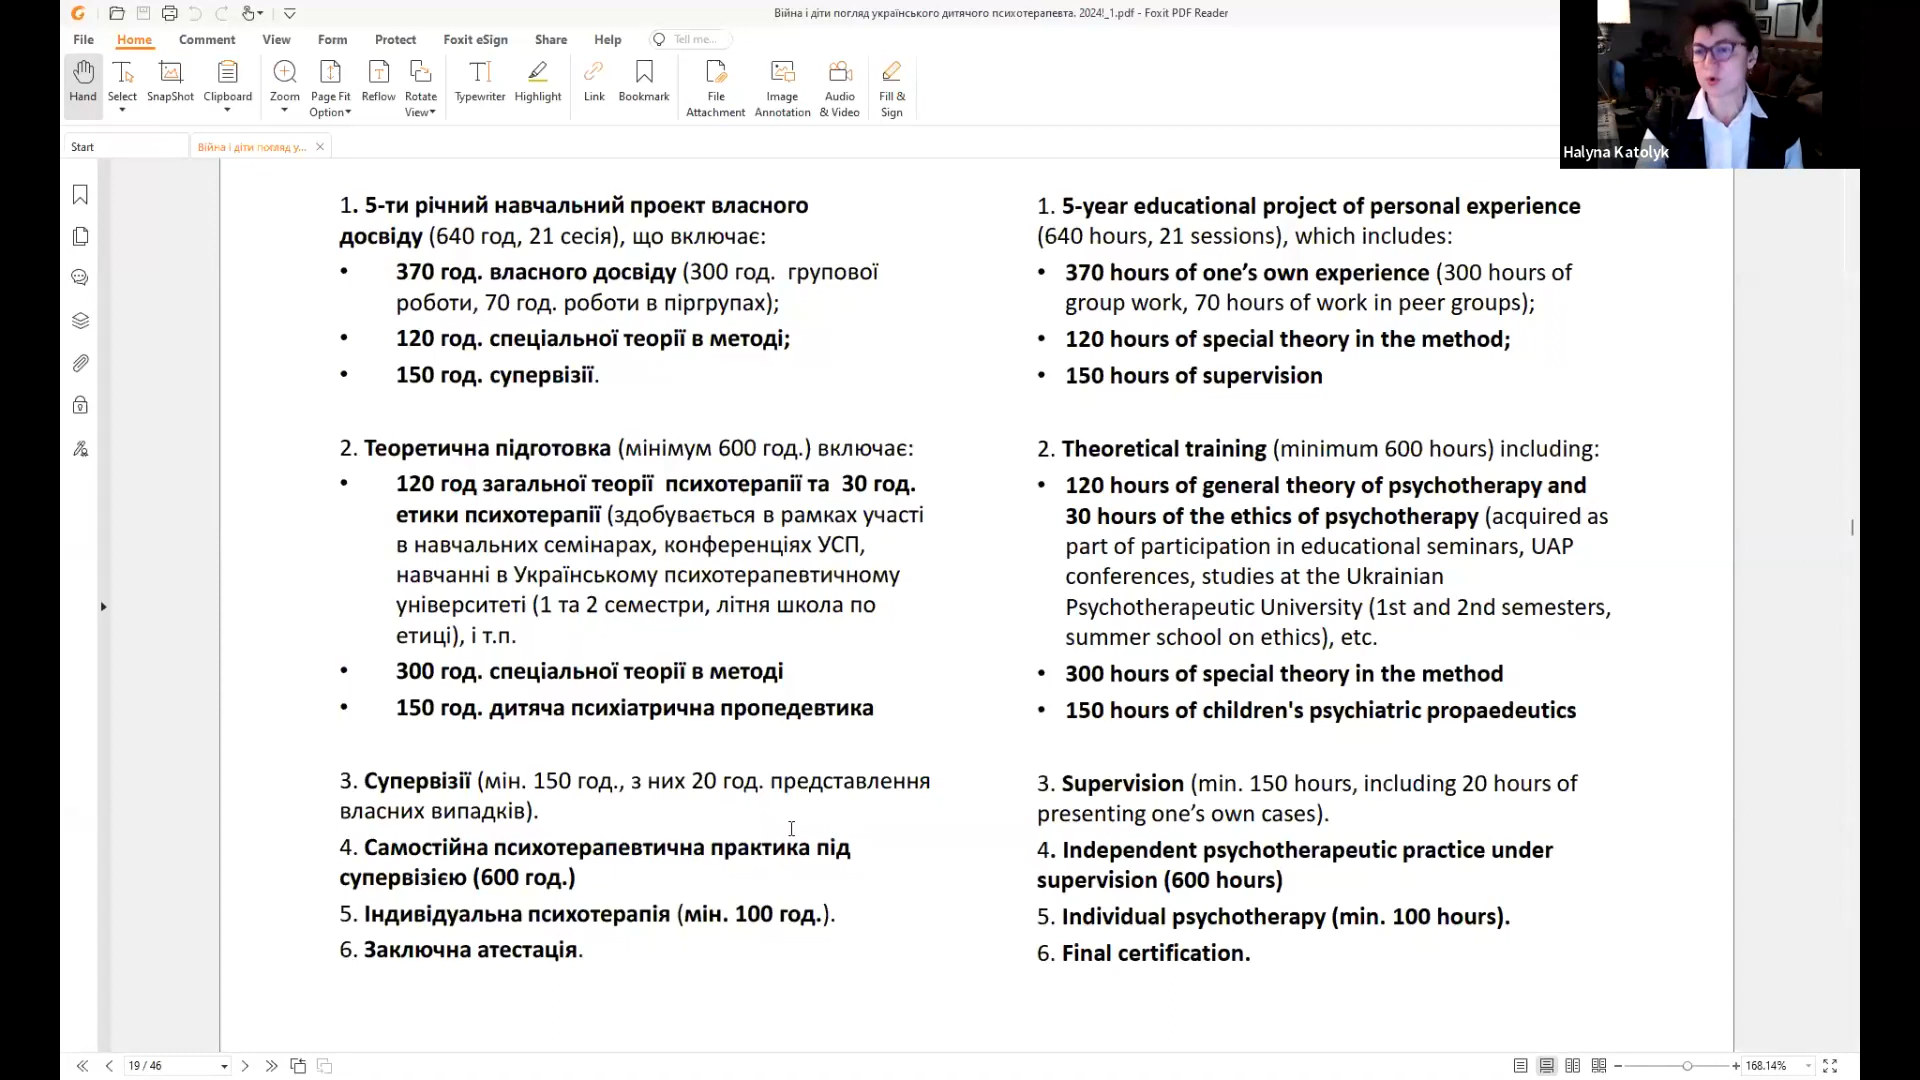 Війна і діти погляд українського дитячого психотерапевта. 2024!_1.pdf - Foxit PDF Reader
File Home Comment View Form Protect Foxit eSign Share Help Tell me...
Hand Select SnapShot Clipboard Zoom Page Fit Option Reflow Rotate View Typewriter Highlight Link Bookmark File Attachment Image Annotation Audio & Video Fill & Sign
Halyna Katolyk
Start Війна і діти погляд у...
1. 5-ти річний навчальний проект власного
досвіду (640 год, 21 сесія), що включає:
• 370 год. власного досвіду (300 год. групової
роботи, 70 год. роботи в піргрупах);
• 120 год. спеціальної теорії в методі;
• 150 год. супервізії.
2. Теоретична підготовка (мінімум 600 год.) включає:
• 120 год загальної теорії психотерапії та 30 год.
етики психотерапії (здобувається в рамках участі
в навчальних семінарах, конференціях УСП,
навчанні в Українському психотерапевтичному
університеті (1 та 2 семестри, літня школа по
етиці), і т.п.
• 300 год. спеціальної теорії в методі
• 150 год. дитяча психіатрична пропедевтика
3. Супервізії (мін. 150 год., з них 20 год. представлення
власних випадків).
4. Самостійна психотерапевтична практика під
супервізією (600 год.)
5. Індивідуальна психотерапія (мін. 100 год.).
6. Заключна атестація.
1. 5-year educational project of personal experience
(640 hours, 21 sessions), which includes:
• 370 hours of one’s own experience (300 hours of
group work, 70 hours of work in peer groups);
• 120 hours of special theory in the method;
• 150 hours of supervision
2. Theoretical training (minimum 600 hours) including:
• 120 hours of general theory of psychotherapy and
30 hours of the ethics of psychotherapy (acquired as
part of participation in educational seminars, UAP
conferences, studies at the Ukrainian
Psychotherapeutic University (1st and 2nd semesters,
summer school on ethics), etc.
• 300 hours of special theory in the method
• 150 hours of children's psychiatric propaedeutics
3. Supervision (min. 150 hours, including 20 hours of
presenting one’s own cases).
4. Independent psychotherapeutic practice under
supervision (600 hours)
5. Individual psychotherapy (min. 100 hours).
6. Final certification.
19 / 46
168.14%